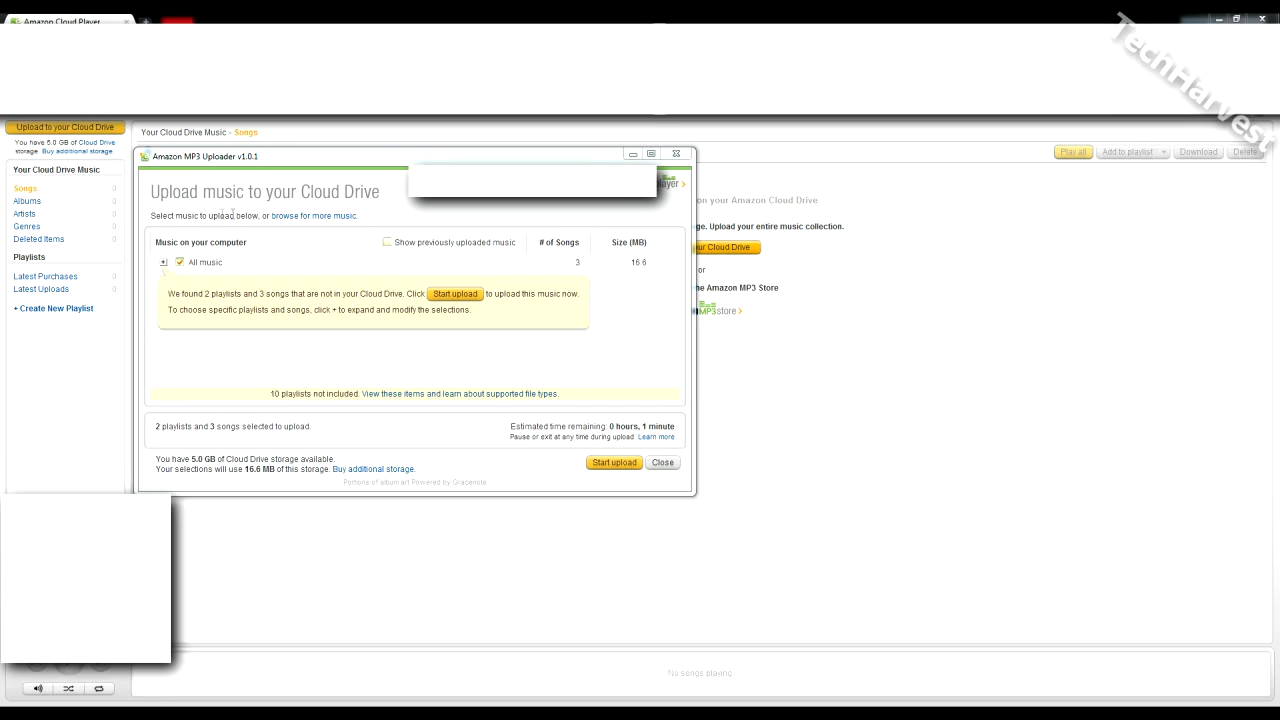 Amazon Cloud Player
TechHarvest
Upload to your Cloud Drive
You have 5.0 GB of Cloud Drive
storage. Buy additional storage.
Your Cloud Drive Music
Songs 0
Albums 0
Artists 0
Genres 0
Deleted Items 0
Playlists
Latest Purchases 0
Latest Uploads 0
+ Create New Playlist
Your Cloud Drive Music - Songs
Play all Add to playlist Download Delete
Amazon MP3 Uploader v1.0.1
Upload music to your Cloud Drive
player
Select music to upload below, or browse for more music.
Music on your computer Show previously uploaded music # of Songs Size (MB)
+ All music 3 16.6
We found 2 playlists and 3 songs that are not in your Cloud Drive. Click Start upload to upload this music now.
To choose specific playlists and songs, click + to expand and modify the selections.
10 playlists not included. View these items and learn about supported file types.
2 playlists and 3 songs selected to upload.
Estimated time remaining: 0 hours, 1 minute
Pause or exit at any time during upload. Learn more
You have 5.0 GB of Cloud Drive storage available.
Your selections will use 16.6 MB of this storage. Buy additional storage.
Start upload Close
Portions of album art Powered by Gracenote
on your Amazon Cloud Drive
ge. Upload your entire music collection.
ur Cloud Drive
or
he Amazon MP3 Store
MP3store
No songs playing